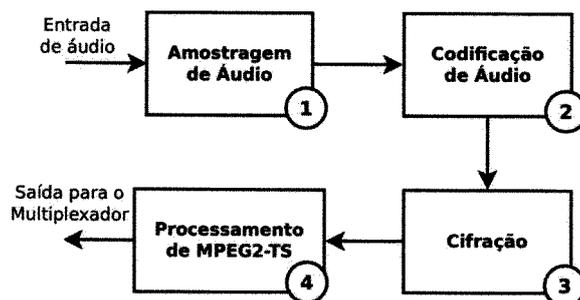 Entrada
de áudio
Amostragem
de Áudio
1
Codificação
de Áudio
2
Cifração
3
Processamento
de MPEG2-TS
4
Saída para o
Multiplexador